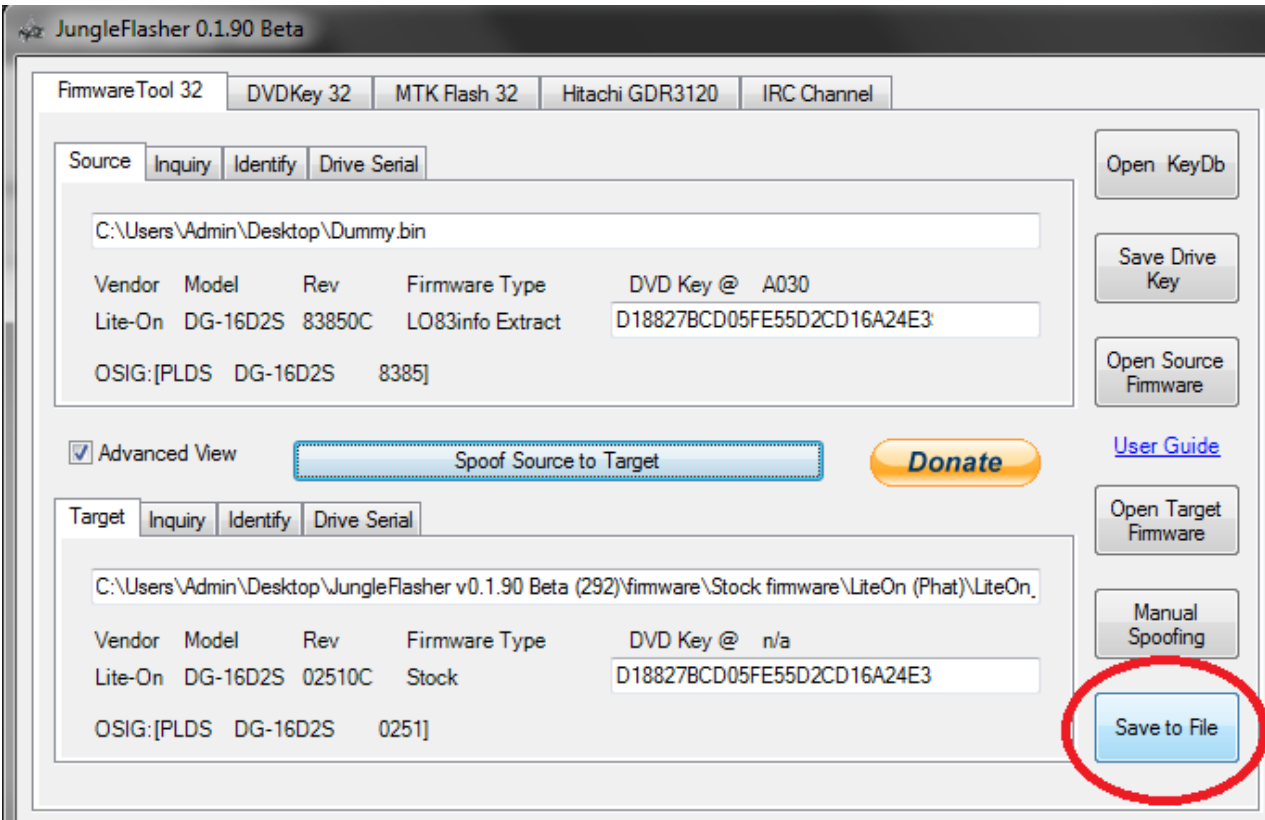 JungleFlasher 0.1.90 Beta
FirmwareTool 32 DVDKey 32 MTK Flash 32 Hitachi GDR3120 IRC Channel
Source Inquiry Identify Drive Serial
Open KeyDb
C:\Users\Admin\Desktop\Dummy.bin
Vendor Model Rev Firmware Type DVD Key @ A030
Lite-On DG-16D2S 83850C LO83info Extract D18827BCD05FE55D2CD16A24E3
OSIG:[PLDS DG-16D2S 8385]
Save Drive
Key
Open Source
Firmware
Advanced View Spoof Source to Target Donate User Guide
Target Inquiry Identify Drive Serial
Open Target
Firmware
C:\Users\Admin\Desktop\JungleFlasher v0.1.90 Beta (292)\firmware\Stock firmware\LiteOn (Phat)\LiteOn_
Vendor Model Rev Firmware Type DVD Key @ n/a
Lite-On DG-16D2S 02510C Stock D18827BCD05FE55D2CD16A24E3
OSIG:[PLDS DG-16D2S 0251]
Manual
Spoofing
Save to File